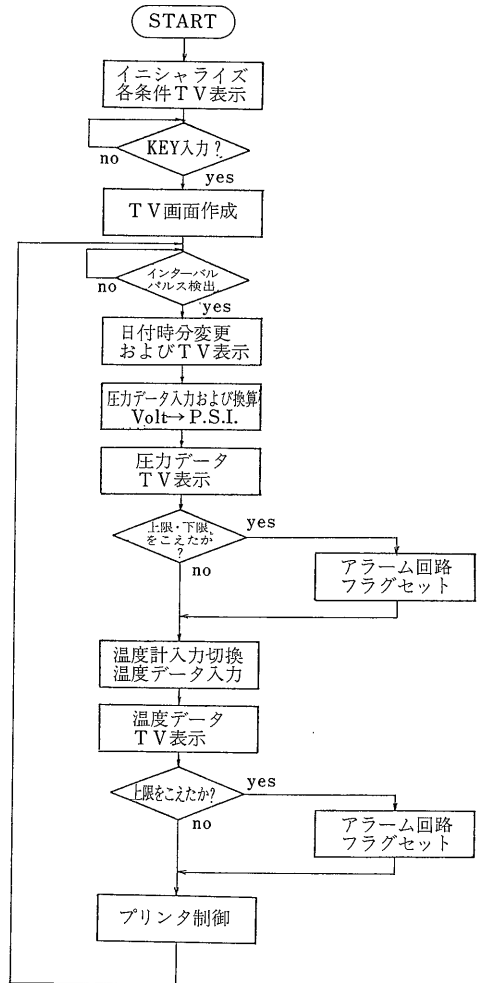 START
イニシャライズ
各条件TV表示
KEY入力?
no
yes
TV画面作成
インターバル
パルス検出
no
yes
日付時分変更
およびTV表示
圧力データ入力および換算
Volt→P.S.I.
圧力データ
TV表示
上限・下限
をこえたか
?
yes
no
アラーム回路
フラグセット
温度計入力切換
温度データ入力
温度データ
TV表示
上限をこえたか?
yes
no
アラーム回路
フラグセット
プリンタ制御